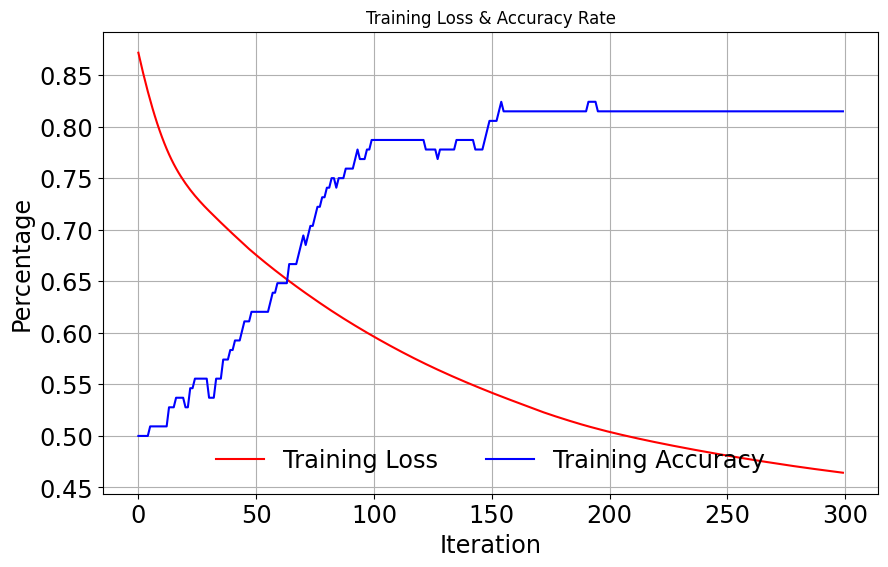 Training Loss & Accuracy Rate
0.85
0.80
0.75
0.70
0.65
0.60
0.55
0.50
0.45
Percentage
Training Loss
Training Accuracy
0 50 100 150 200 250 300
Iteration